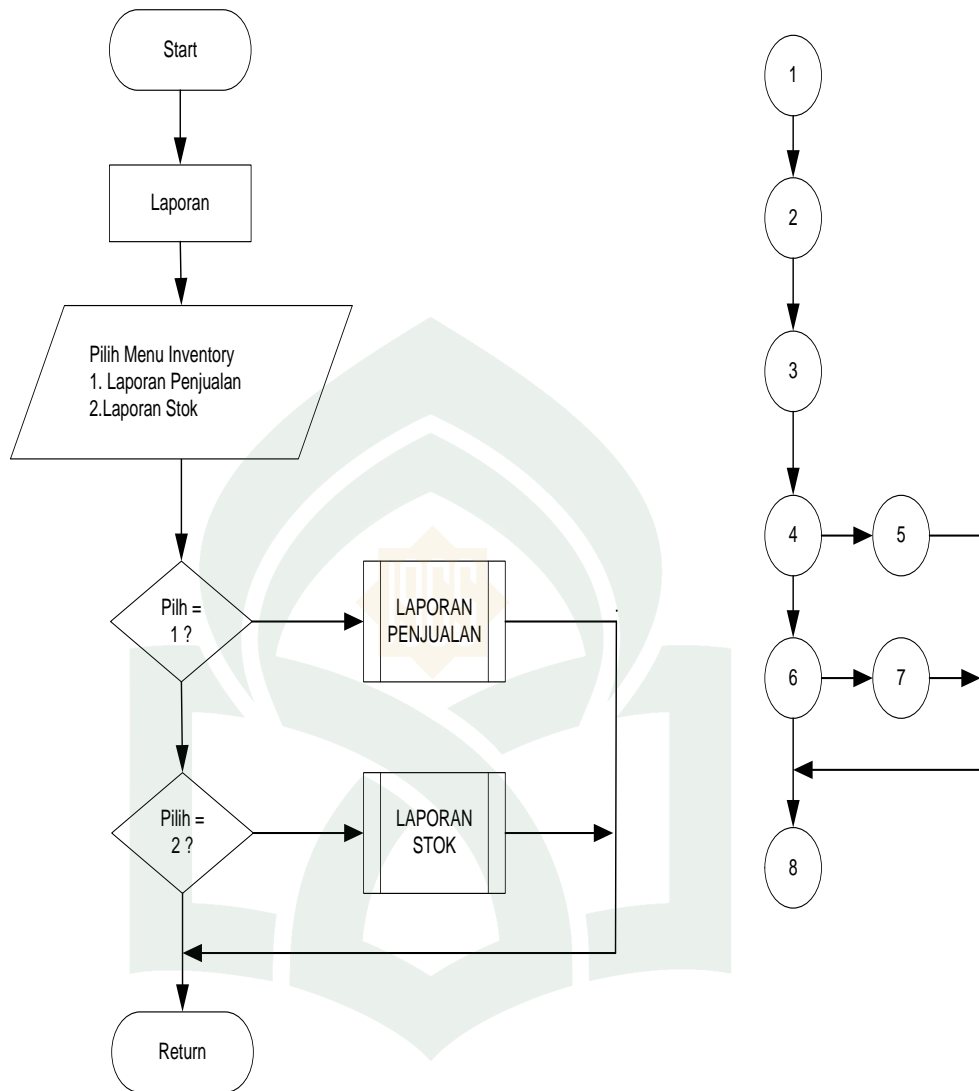 Start
Laporan
Pilih Menu Inventory
1. Laporan Penjualan
2.Laporan Stok
Pilh =
1 ?
LAPORAN
PENJUALAN
Pilih =
2 ?
LAPORAN
STOK
Return
1
2
3
4
5
6
7
8